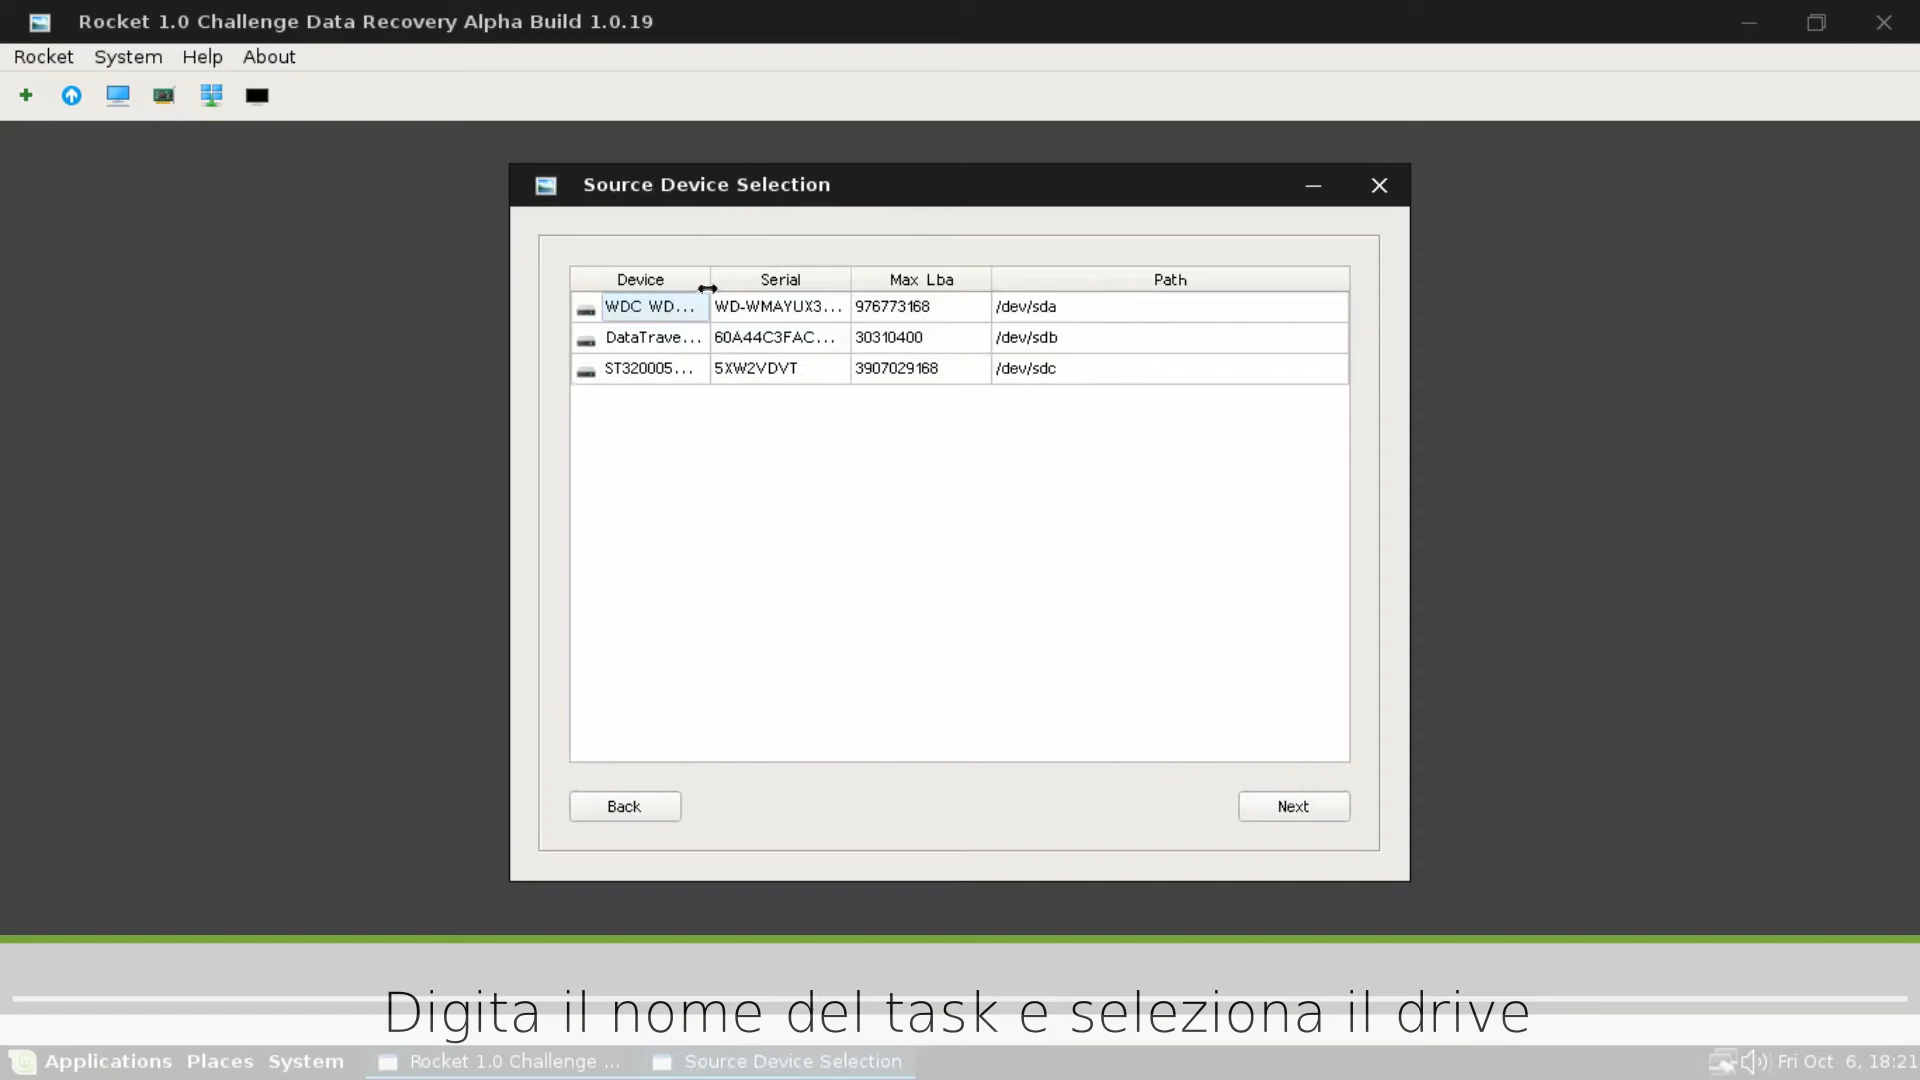 Rocket 1.0 Challenge Data Recovery Alpha Build 1.0.19
Rocket System Help About
Source Device Selection
Device Serial Max Lba Path
WDC WD... WD-WMAYUX3... 976773168 /dev/sda
DataTrave... 60A44C3FAC... 30310400 /dev/sdb
ST320005... 5XW2VDVT 3907029168 /dev/sdc
Back Next
Digita il nome del task e seleziona il drive
Applications Places System Rocket 1.0 Challenge ... Source Device Selection Fri Oct 6, 18:21